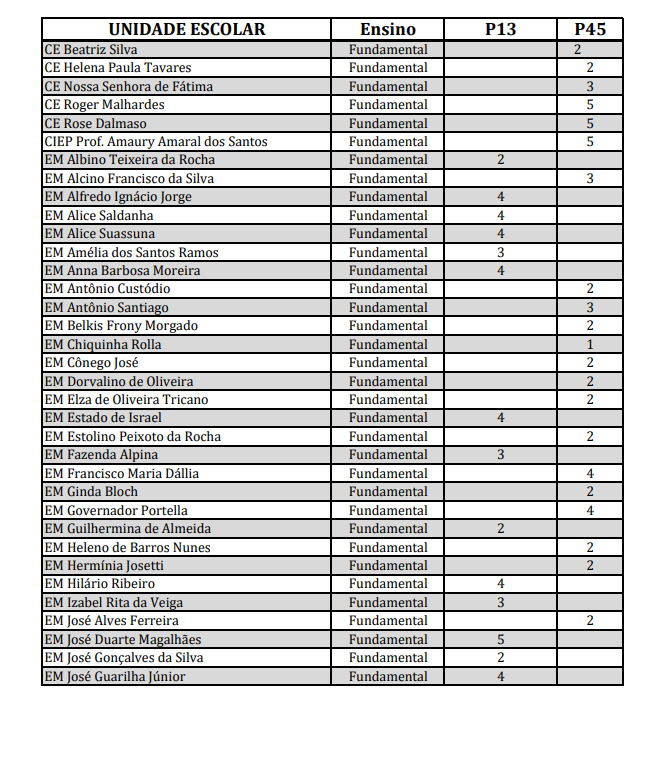 UNIDADE ESCOLAR Ensino P13 P45
CE Beatriz Silva Fundamental 2
CE Helena Paula Tavares Fundamental 2
CE Nossa Senhora de Fátima Fundamental 3
CE Roger Malhardes Fundamental 5
CE Rose Dalmaso Fundamental 5
CIEP Prof. Amaury Amaral dos Santos Fundamental 5
EM Albino Teixeira da Rocha Fundamental 2
EM Alcino Francisco da Silva Fundamental 3
EM Alfredo Ignácio Jorge Fundamental 4
EM Alice Saldanha Fundamental 4
EM Alice Suassuna Fundamental 4
EM Amélia dos Santos Ramos Fundamental 3
EM Anna Barbosa Moreira Fundamental 4
EM Antônio Custódio Fundamental 2
EM Antônio Santiago Fundamental 3
EM Belkis Frony Morgado Fundamental 2
EM Chiquinha Rolla Fundamental 1
EM Cônego José Fundamental 2
EM Dorvalino de Oliveira Fundamental 2
EM Elza de Oliveira Tricano Fundamental 2
EM Estado de Israel Fundamental 4
EM Estolino Peixoto da Rocha Fundamental 2
EM Fazenda Alpina Fundamental 3
EM Francisco Maria Dállia Fundamental 4
EM Ginda Bloch Fundamental 2
EM Governador Portella Fundamental 4
EM Guilhermina de Almeida Fundamental 2
EM Heleno de Barros Nunes Fundamental 2
EM Hermínia Josetti Fundamental 2
EM Hilário Ribeiro Fundamental 4
EM Izabel Rita da Veiga Fundamental 3
EM José Alves Ferreira Fundamental 2
EM José Duarte Magalhães Fundamental 5
EM José Gonçalves da Silva Fundamental 2
EM José Guarilha Júnior Fundamental 4